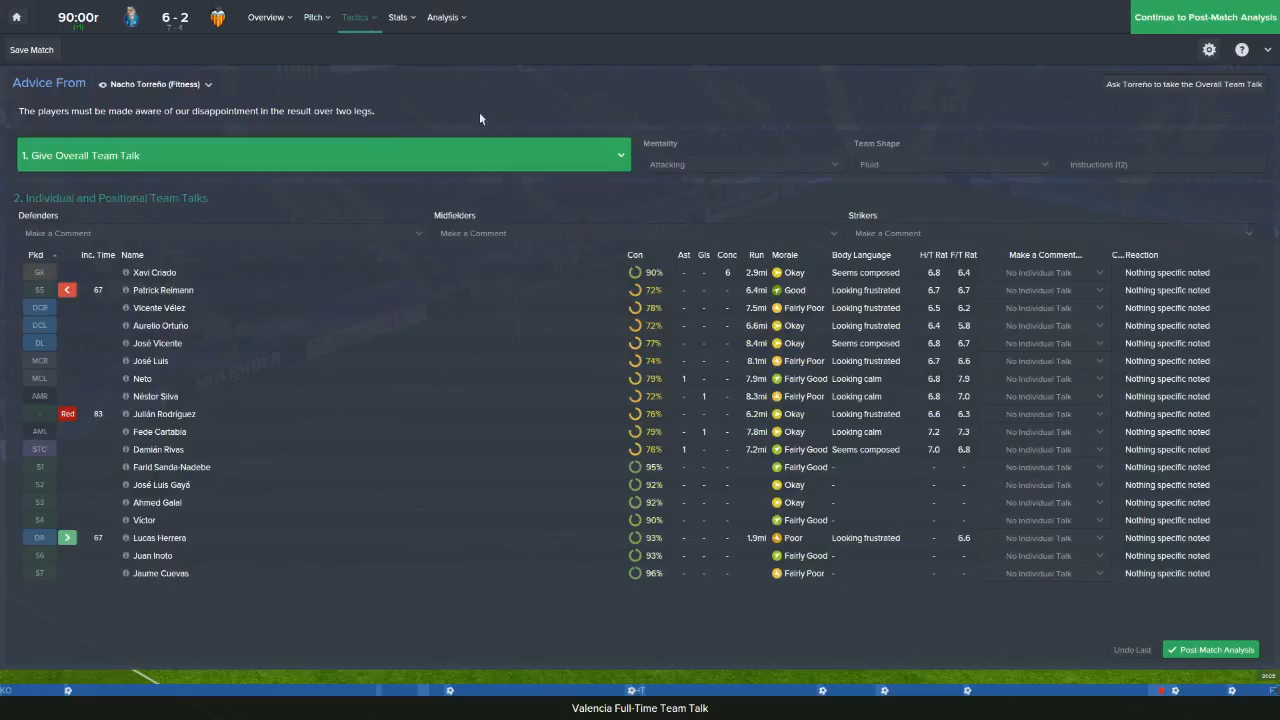 90:00r
(+1)
6 - 2
7 - 4
Overview
Pitch
Tactics
Stats
Analysis
Continue to Post-Match Analysis
Save Match
Advice From
Nacho Torreño (Fitness)
Ask Torreño to take the Overall Team Talk
The players must be made aware of our disappointment in the result over two legs.
1. Give Overall Team Talk
Mentality
Attacking
Team Shape
Fluid
Instructions (12)
2. Individual and Positional Team Talks
Defenders
Midfielders
Strikers
Make a Comment
Make a Comment
Make a Comment
Pkd Inc. Time Name Con Ast Gls Conc Run Morale Body Language H/T Rat F/T Rat Make a Comment... C... Reaction
GK Xavi Criado 90% - - 6 2.9mi Okay Seems composed 6.8 6.4 No Individual Talk Nothing specific noted
S5 67 Patrick Reimann 72% - - - 6.4mi Good Looking frustrated 6.7 6.7 No Individual Talk Nothing specific noted
DCR Vicente Vélez 78% - - - 7.5mi Fairly Poor Looking frustrated 6.5 6.2 No Individual Talk Nothing specific noted
DCL Aurelio Ortuño 72% - - - 6.6mi Okay Looking frustrated 6.4 5.8 No Individual Talk Nothing specific noted
DL José Vicente 77% - - - 8.4mi Okay Seems composed 6.8 6.7 No Individual Talk Nothing specific noted
MCR José Luis 74% - - - 8.1mi Fairly Poor Looking frustrated 6.7 6.6 No Individual Talk Nothing specific noted
MCL Neto 79% 1 - - 7.9mi Fairly Good Looking calm 6.8 7.9 No Individual Talk Nothing specific noted
AMR Néstor Silva 72% - 1 - 8.3mi Fairly Poor Looking calm 6.8 7.0 No Individual Talk Nothing specific noted
- Red 83 Julián Rodríguez 76% - - - 6.2mi Okay Looking frustrated 6.6 6.3 No Individual Talk Nothing specific noted
AML Fede Cartabia 79% - 1 - 7.8mi Okay Looking calm 7.2 7.3 No Individual Talk Nothing specific noted
STC Damián Rivas 76% 1 - - 7.2mi Fairly Good Seems composed 7.0 6.8 No Individual Talk Nothing specific noted
S1 Farid Sanda-Nadebe 95% - - - Fairly Good - - - No Individual Talk Nothing specific noted
S2 José Luis Gayá 92% - - - Okay - - - No Individual Talk Nothing specific noted
S3 Ahmed Galal 92% - - - Okay - - - No Individual Talk Nothing specific noted
S4 Víctor 90% - - - Fairly Good - - - No Individual Talk Nothing specific noted
DR 67 Lucas Herrera 93% - - - 1.9mi Poor Looking frustrated - 6.6 No Individual Talk Nothing specific noted
S6 Juan Inoto 93% - - - Fairly Good - - - No Individual Talk Nothing specific noted
S7 Jaume Cuevas 96% - - - Fairly Poor - - - No Individual Talk Nothing specific noted
Undo Last
Post-Match Analysis
KO
HT
F
Valencia Full-Time Team Talk